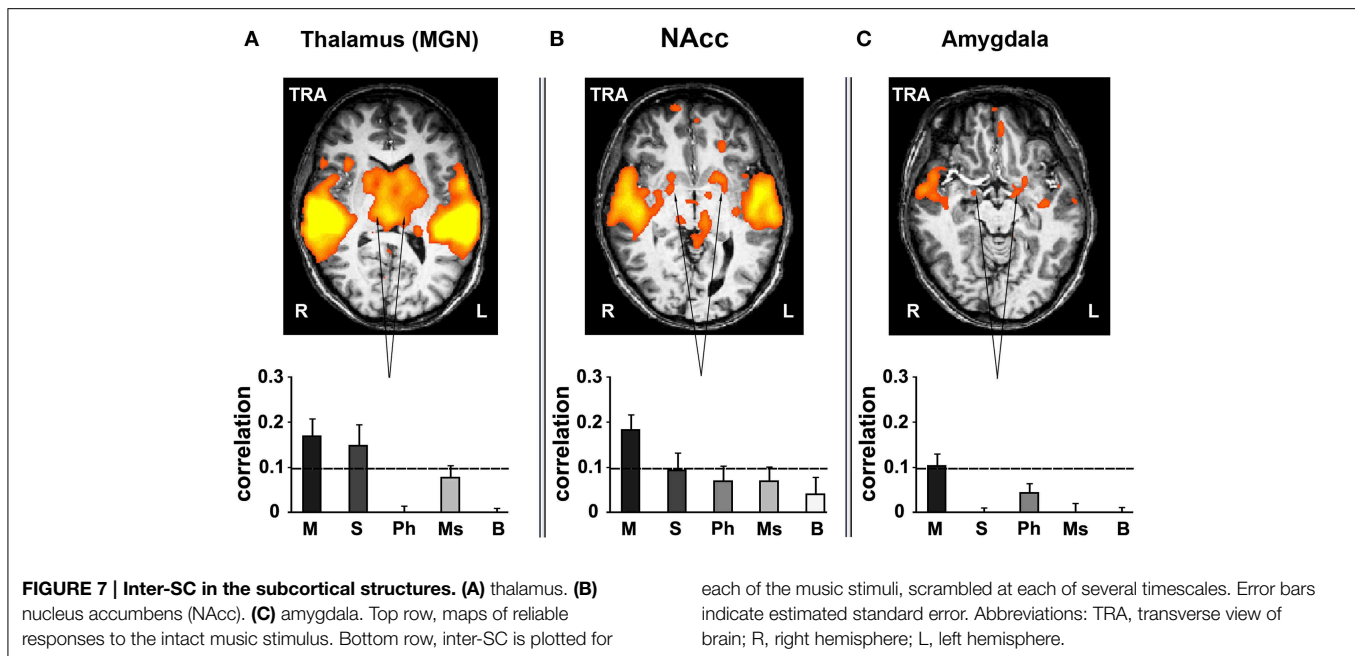 A Thalamus (MGN)
TRA
R L
correlation
0.3
0.2
0.1
0
M S Ph Ms B
B NAcc
TRA
R L
correlation
0.3
0.2
0.1
0
M S Ph Ms B
C Amygdala
TRA
R L
correlation
0.3
0.2
0.1
0
M S Ph Ms B
FIGURE 7 | Inter-SC in the subcortical structures. (A) thalamus. (B)
nucleus accumbens (NAcc). (C) amygdala. Top row, maps of reliable
responses to the intact music stimulus. Bottom row, inter-SC is plotted for
each of the music stimuli, scrambled at each of several timescales. Error bars
indicate estimated standard error. Abbreviations: TRA, transverse view of
brain; R, right hemisphere; L, left hemisphere.